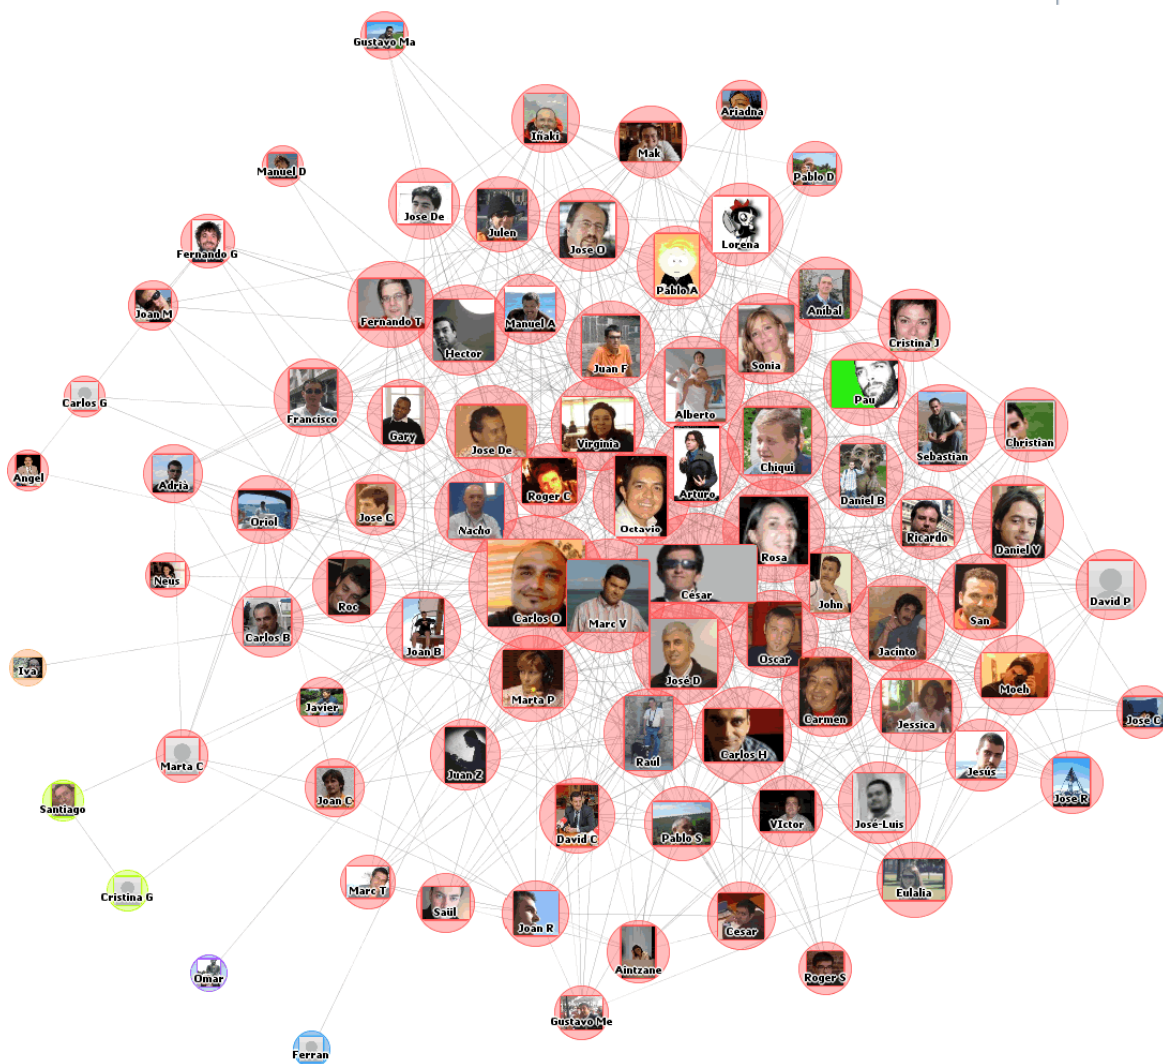 Gustavo Ma
Ariadna
Iñaki
Mak
Manuel D
Pablo D
Jose De
Julen
Jose O
Lorena
Fernando G
Pablo A
Joan M
Fernando T
Manuel A
Anibal
Hector
Cristina J
Juan F
Sonia
Carlos G
Francisco
Alberto
Pau
Gary
Jose De
Virginia
Christian
Sebastian
Angel
Adrià
Roger C
Arturo
Chiqui
Daniel B
Oriol
Jose C
Nacho
Octavio
Ricardo
Daniel V
Rosa
Neus
Roc
César
David P
Carlos O
Marc V
John
San
Carlos B
Joan B
Oscar
Jacinto
Iva
José D
Marta P
Carmen
Moeh
Javier
Jessica
Jose C
Marta C
Juan Z
Raúl
Carlos H
Jesus
Santiago
Joan C
Jose R
David C
Pablo S
VIctor
José-Luis
Cristina G
Marc T
Saül
Joan R
Cesar
Eulalia
Omar
Aintzane
Roger S
Gustavo Me
Ferran